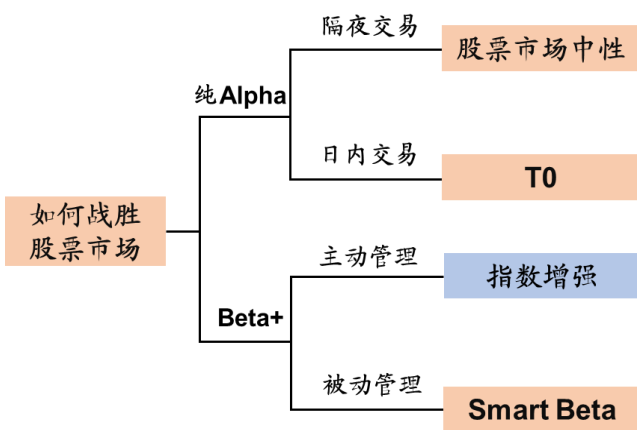 隔夜交易
股票市场中性
纯Alpha
日内交易
T0
如何战胜
股票市场
主动管理
指数增强
Beta+
被动管理
Smart Beta